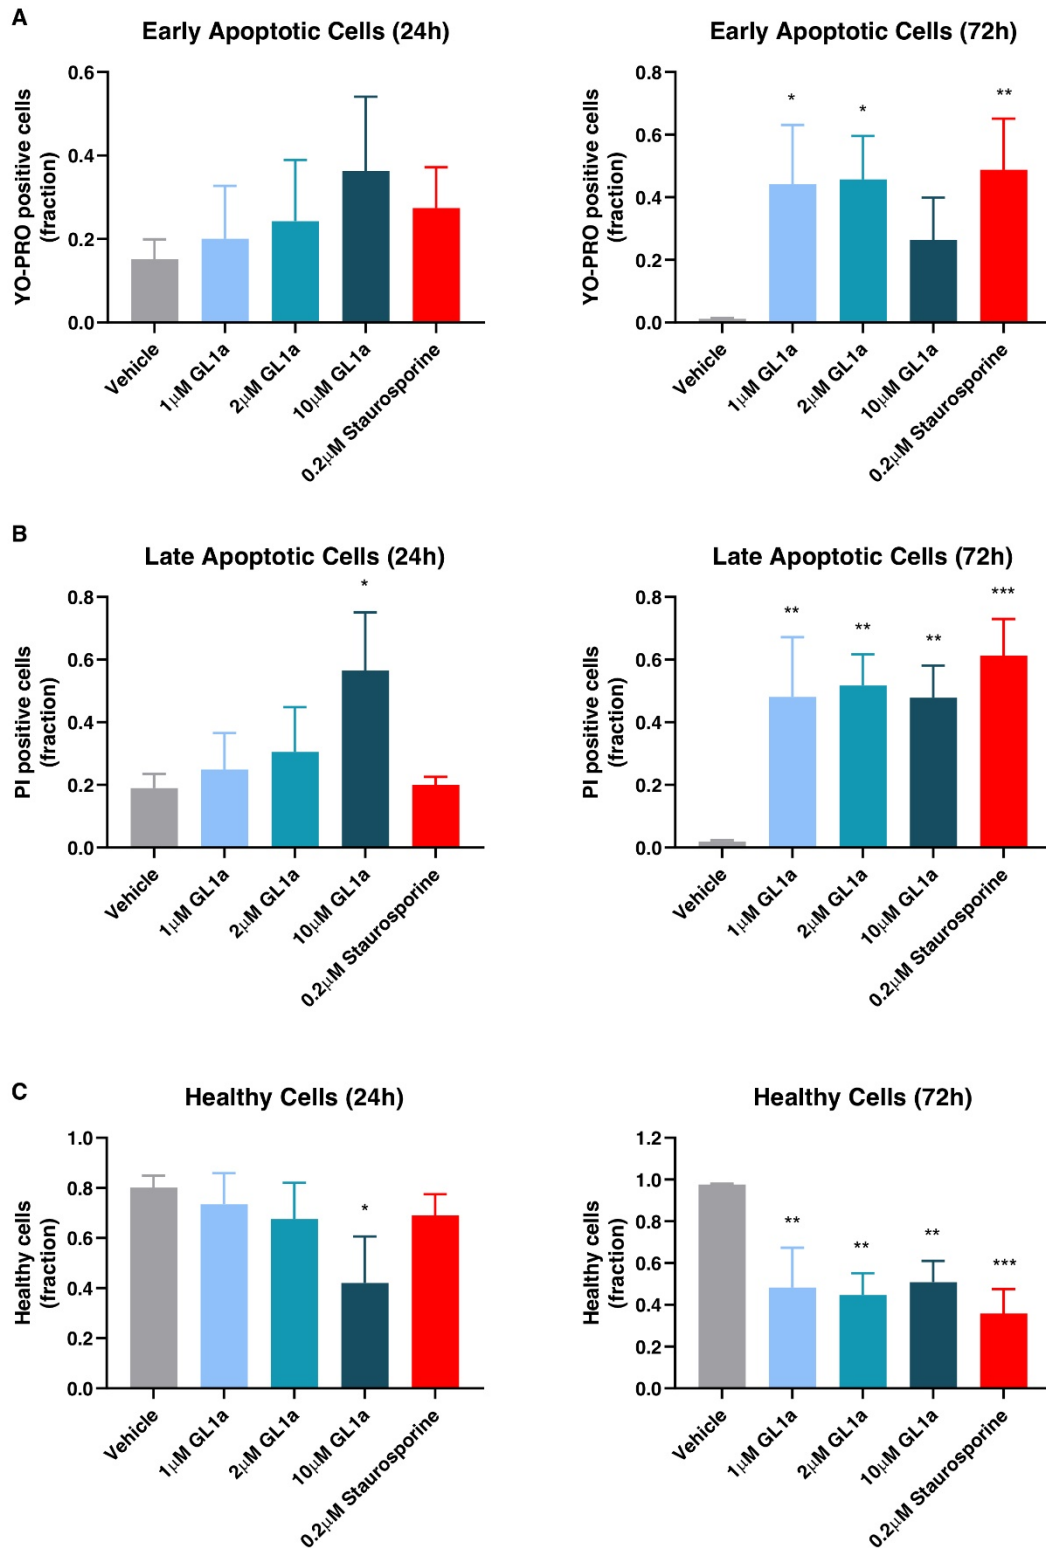 A
Early Apoptotic Cells (24h)
YO-PRO positive cells
(fraction)
0.6
0.4
0.2
0.0
Vehicle
1μM GL1a
2μM GL1a
10μM GL1a
0.2μM Staurosporine
Early Apoptotic Cells (72h)
YO-PRO positive cells
(fraction)
0.8
0.6
0.4
0.2
0.0
*
*
**
Vehicle
1μM GL1a
2μM GL1a
10μM GL1a
0.2μM Staurosporine
B
Late Apoptotic Cells (24h)
PI positive cells
(fraction)
0.8
0.6
0.4
0.2
0.0
*
Vehicle
1μM GL1a
2μM GL1a
10μM GL1a
0.2μM Staurosporine
Late Apoptotic Cells (72h)
PI positive cells
(fraction)
0.8
0.6
0.4
0.2
0.0
**
**
**
***
Vehicle
1μM GL1a
2μM GL1a
10μM GL1a
0.2μM Staurosporine
C
Healthy Cells (24h)
Healthy cells
(fraction)
1.0
0.8
0.6
0.4
0.2
0.0
*
Vehicle
1μM GL1a
2μM GL1a
10μM GL1a
0.2μM Staurosporine
Healthy Cells (72h)
Healthy cells
(fraction)
1.2
1.0
0.8
0.6
0.4
0.2
0.0
**
**
**
***
Vehicle
1μM GL1a
2μM GL1a
10μM GL1a
0.2μM Staurosporine